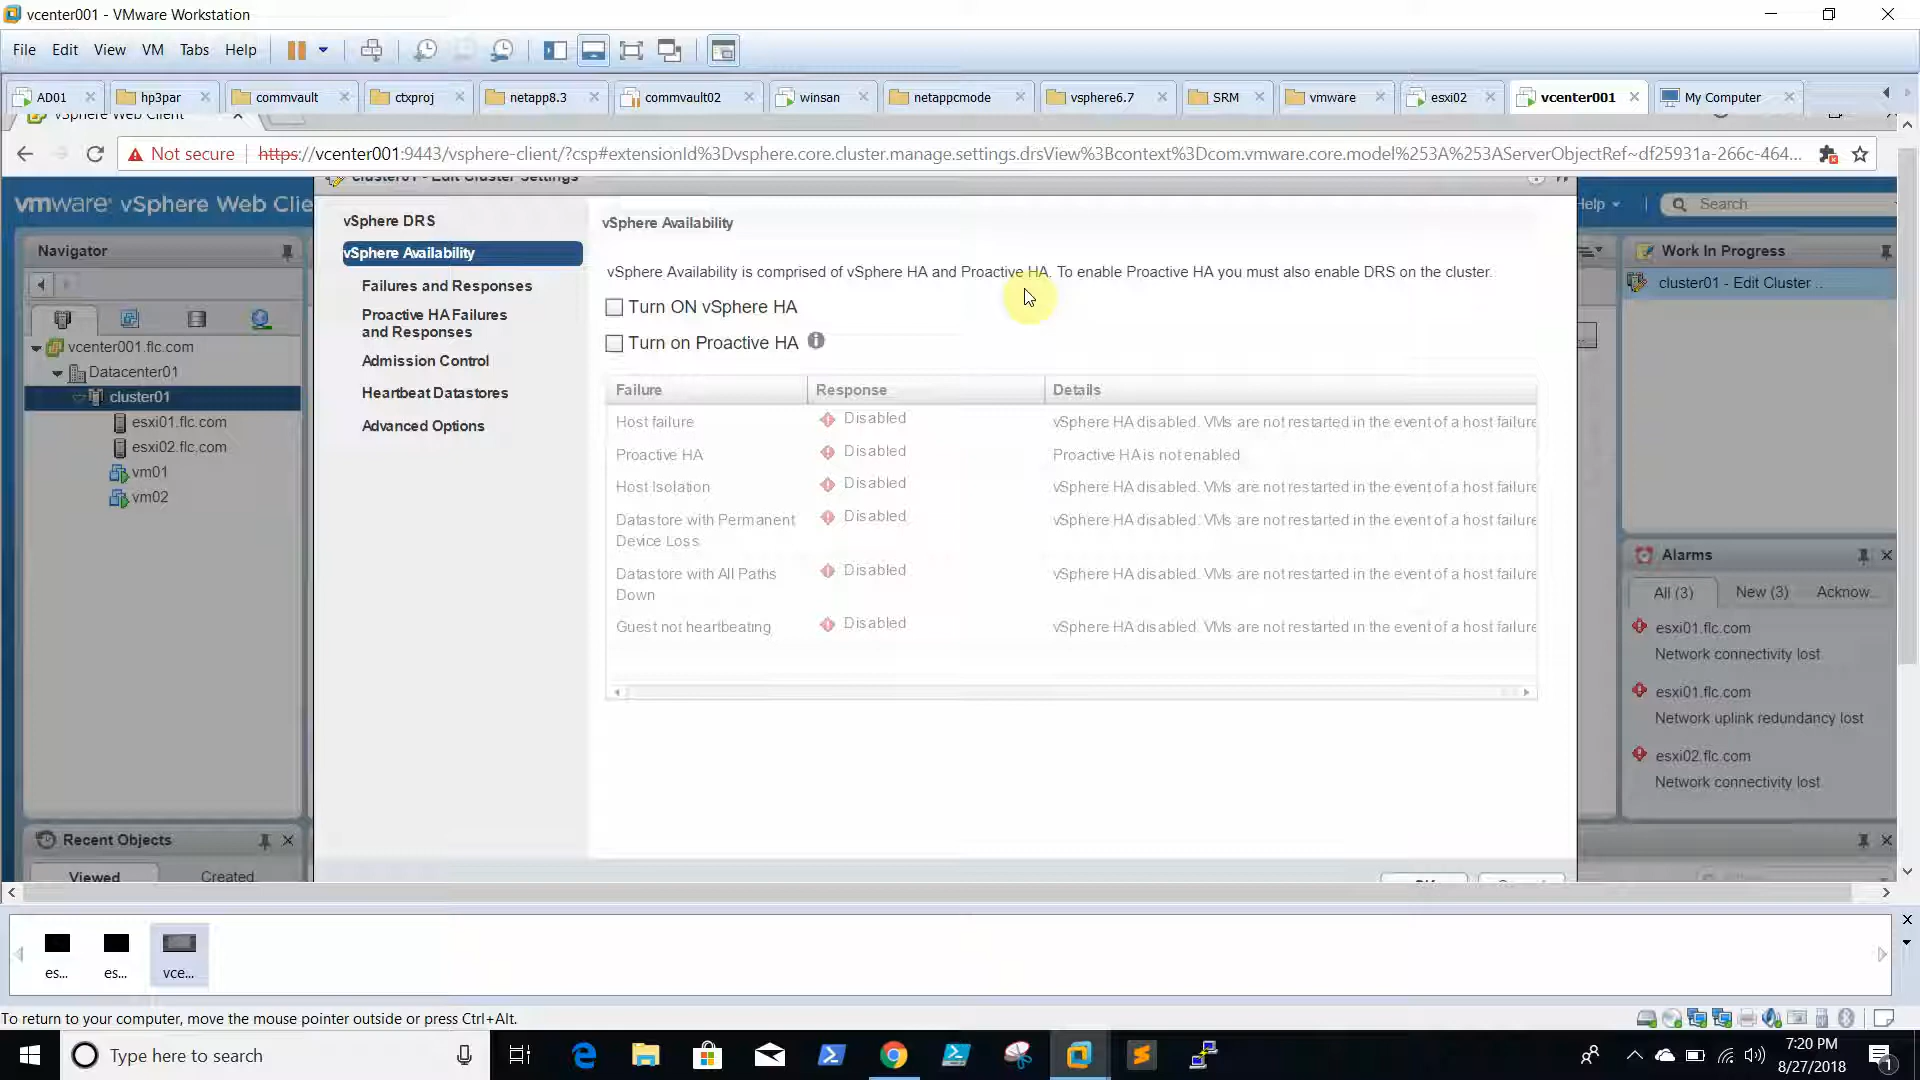 vcenter001 - VMware Workstation
File Edit View VM Tabs Help
AD01 hp3par commvault ctxproj netapp8.3 commvault02 winsan netappcmode vsphere6.7 SRM vmware esxi02 vcenter001 My Computer
vSphere Web Client
Not secure https://vcenter001:9443/vsphere-client/?csp#extensionId%3Dvsphere.core.cluster.manage.settings.drsView%3Bcontext%3Dcom.vmware.core.model%253A%253AServerObjectRef~df25931a-266c-464...
cluster01 - Edit Cluster Settings
vmware® vSphere Web Clie
Help
Search
Navigator
vcenter001.flc.com
Datacenter01
cluster01
esxi01.flc.com
esxi02.flc.com
vm01
vm02
Recent Objects
Viewed Created
vSphere DRS
vSphere Availability
Failures and Responses
Proactive HA Failures
and Responses
Admission Control
Heartbeat Datastores
Advanced Options
vSphere Availability
vSphere Availability is comprised of vSphere HA and Proactive HA. To enable Proactive HA you must also enable DRS on the cluster.
Turn ON vSphere HA
Turn on Proactive HA
Failure Response Details
Host failure Disabled vSphere HA disabled. VMs are not restarted in the event of a host failure
Proactive HA Disabled Proactive HA is not enabled
Host Isolation Disabled vSphere HA disabled. VMs are not restarted in the event of a host failure
Datastore with Permanent Disabled vSphere HA disabled. VMs are not restarted in the event of a host failure
Device Loss
Datastore with All Paths Disabled vSphere HA disabled. VMs are not restarted in the event of a host failure
Down
Guest not heartbeating Disabled vSphere HA disabled. VMs are not restarted in the event of a host failure
Work In Progress
cluster01 - Edit Cluster ...
Alarms
All (3) New (3) Acknow...
esxi01.flc.com
Network connectivity lost
esxi01.flc.com
Network uplink redundancy lost
esxi02.flc.com
Network connectivity lost
es... es... vce...
To return to your computer, move the mouse pointer outside or press Ctrl+Alt.
Type here to search
7:20 PM
8/27/2018
1